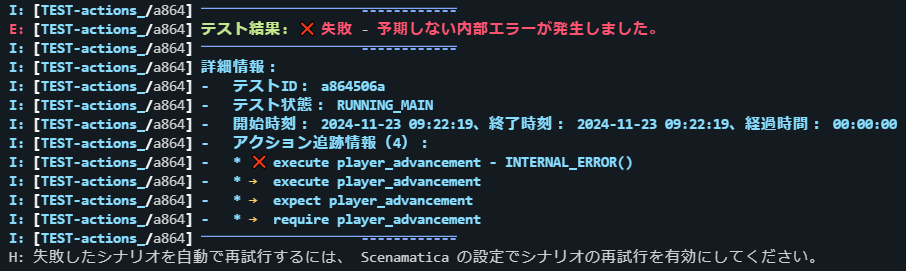 I: [TEST-actions_/a864] ――――――――――――――――――------------
E: [TEST-actions_/a864] テスト結果: ❌ 失敗 - 予期しない内部エラーが発生しました。
I: [TEST-actions_/a864] ――――――――――――――――――------------
I: [TEST-actions_/a864] 詳細情報:
I: [TEST-actions_/a864] -   テストID: a864506a
I: [TEST-actions_/a864] -   テスト状態: RUNNING_MAIN
I: [TEST-actions_/a864] -   開始時刻: 2024-11-23 09:22:19、終了時刻: 2024-11-23 09:22:19、経過時間: 00:00:00
I: [TEST-actions_/a864] -   アクション追跡情報 (4) :
I: [TEST-actions_/a864] -   * ❌ execute player_advancement - INTERNAL_ERROR()
I: [TEST-actions_/a864] -   * → execute player_advancement
I: [TEST-actions_/a864] -   * → expect player_advancement
I: [TEST-actions_/a864] -   * → require player_advancement
I: [TEST-actions_/a864] ――――――――――――――――――------------
H: 失敗したシナリオを自動で再試行するには、 Scenamatica の設定でシナリオの再試行を有効にしてください。